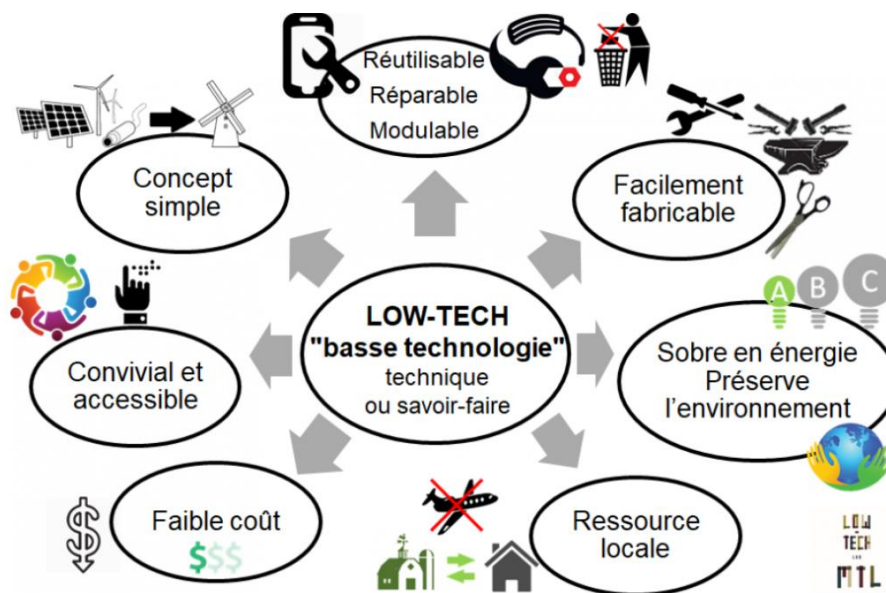 Réutilisable
Réparable
Modulable
Concept
simple
Facilement
fabricable
A B C
LOW-TECH
"basse technologie"
technique
ou savoir-faire
Convivial et
accessible
Sobre en énergie
Préserve
l'environnement
Faible coût
$
$$$
Ressource
locale
LOW
TECH
MTL